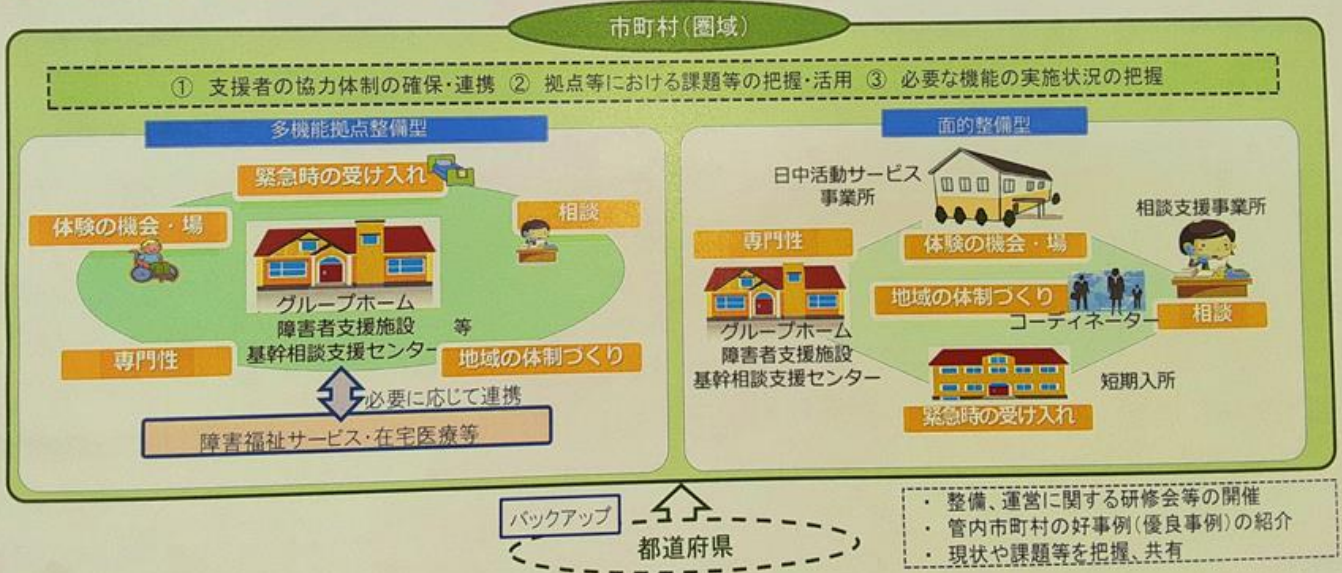 市町村(圏域)
① 支援者の協力体制の確保・連携 ② 拠点等における課題等の把握・活用 ③ 必要な機能の実施状況の把握
多機能拠点整備型
緊急時の受け入れ
体験の機会・場
相談
グループホーム
障害者支援施設 等
基幹相談支援センター
専門性
地域の体制づくり
必要に応じて連携
障害福祉サービス・在宅医療等
面的整備型
日中活動サービス
事業所
相談支援事業所
専門性
体験の機会・場
地域の体制づくり
コーディネーター
相談
グループホーム
障害者支援施設
基幹相談支援センター
短期入所
緊急時の受け入れ
バックアップ
都道府県
・ 整備、運営に関する研修会等の開催
・ 管内市町村の好事例(優良事例)の紹介
・ 現状や課題等を把握、共有